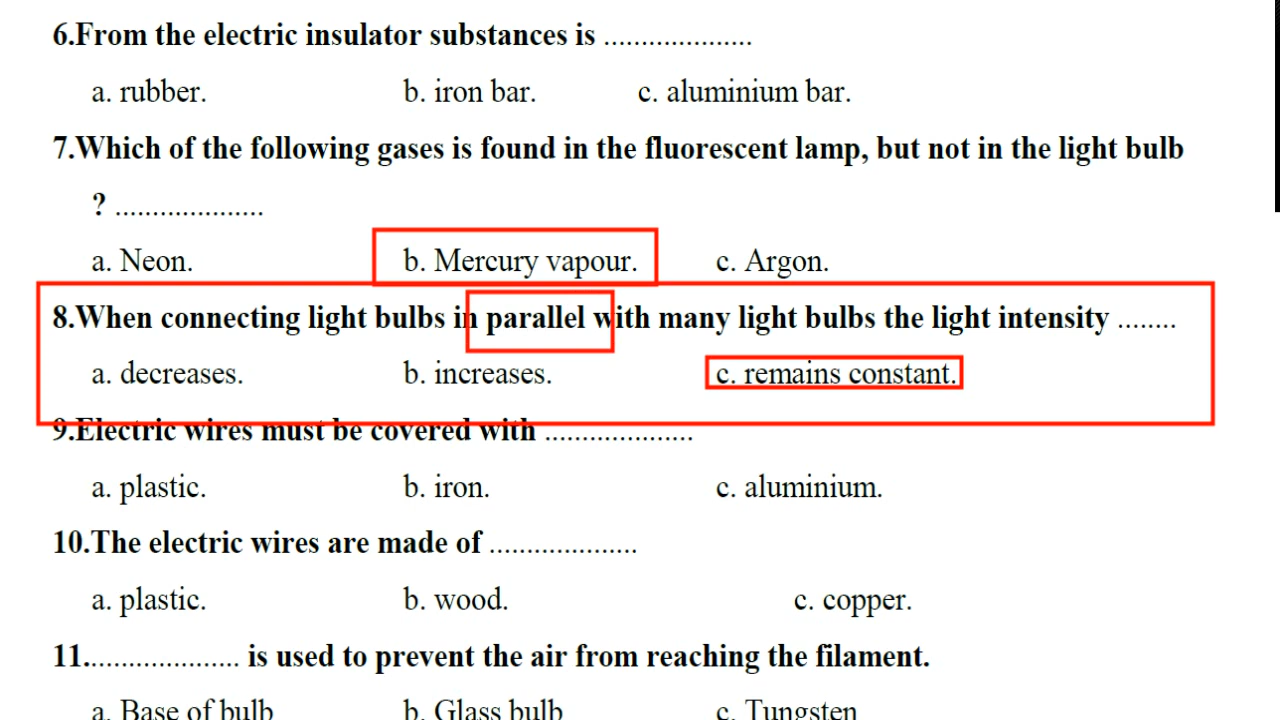 6.From the electric insulator substances is ....................
a. rubber. b. iron bar. c. aluminium bar.
7.Which of the following gases is found in the fluorescent lamp, but not in the light bulb
? ....................
a. Neon. b. Mercury vapour. c. Argon.
8.When connecting light bulbs in parallel with many light bulbs the light intensity ........
a. decreases. b. increases. c. remains constant.
9.Electric wires must be covered with ....................
a. plastic. b. iron. c. aluminium.
10.The electric wires are made of ....................
a. plastic. b. wood. c. copper.
11..................... is used to prevent the air from reaching the filament.
a. Base of bulb b. Glass bulb c. Tungsten